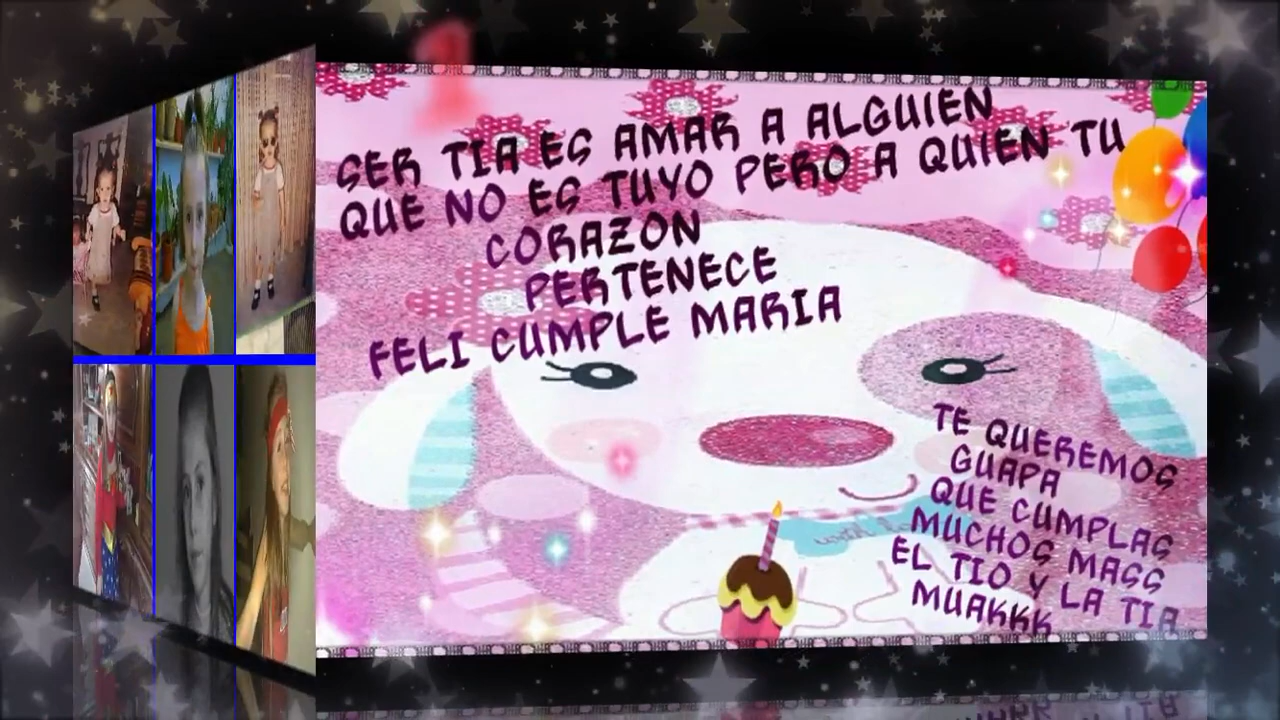 SER TIA ES AMAR A ALGUIEN
QUE NO ES TUYO PERO A QUIEN TU
CORAZON
PERTENECE
FELI CUMPLE MARIA
TE QUEREMOS
GUAPA
QUE CUMPLAS
MUCHOS MASS
EL TIO Y LA TIA
MUAKKK